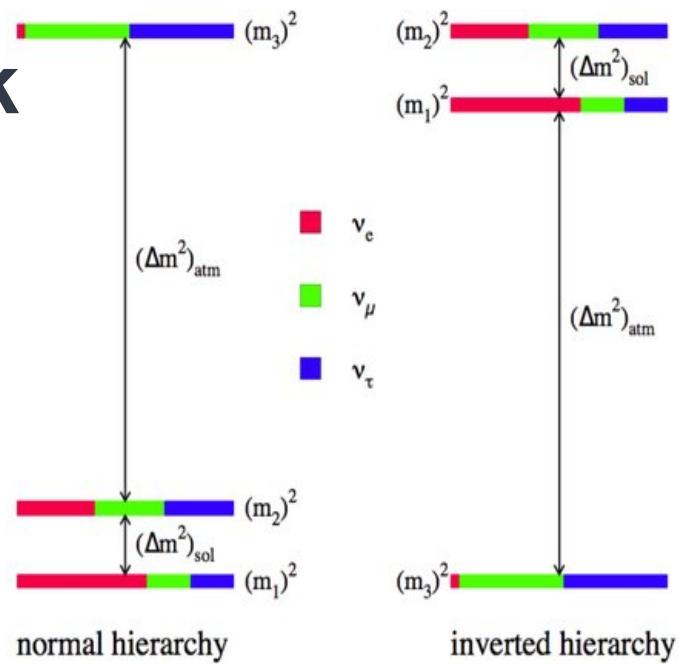 (m₃)²
k
(Δm²)atm
(m₂)²
(Δm²)sol
(m₁)²
normal hierarchy
νe
νμ
ντ
(m₂)²
(Δm²)sol
(m₁)²
(Δm²)atm
(m₃)²
inverted hierarchy